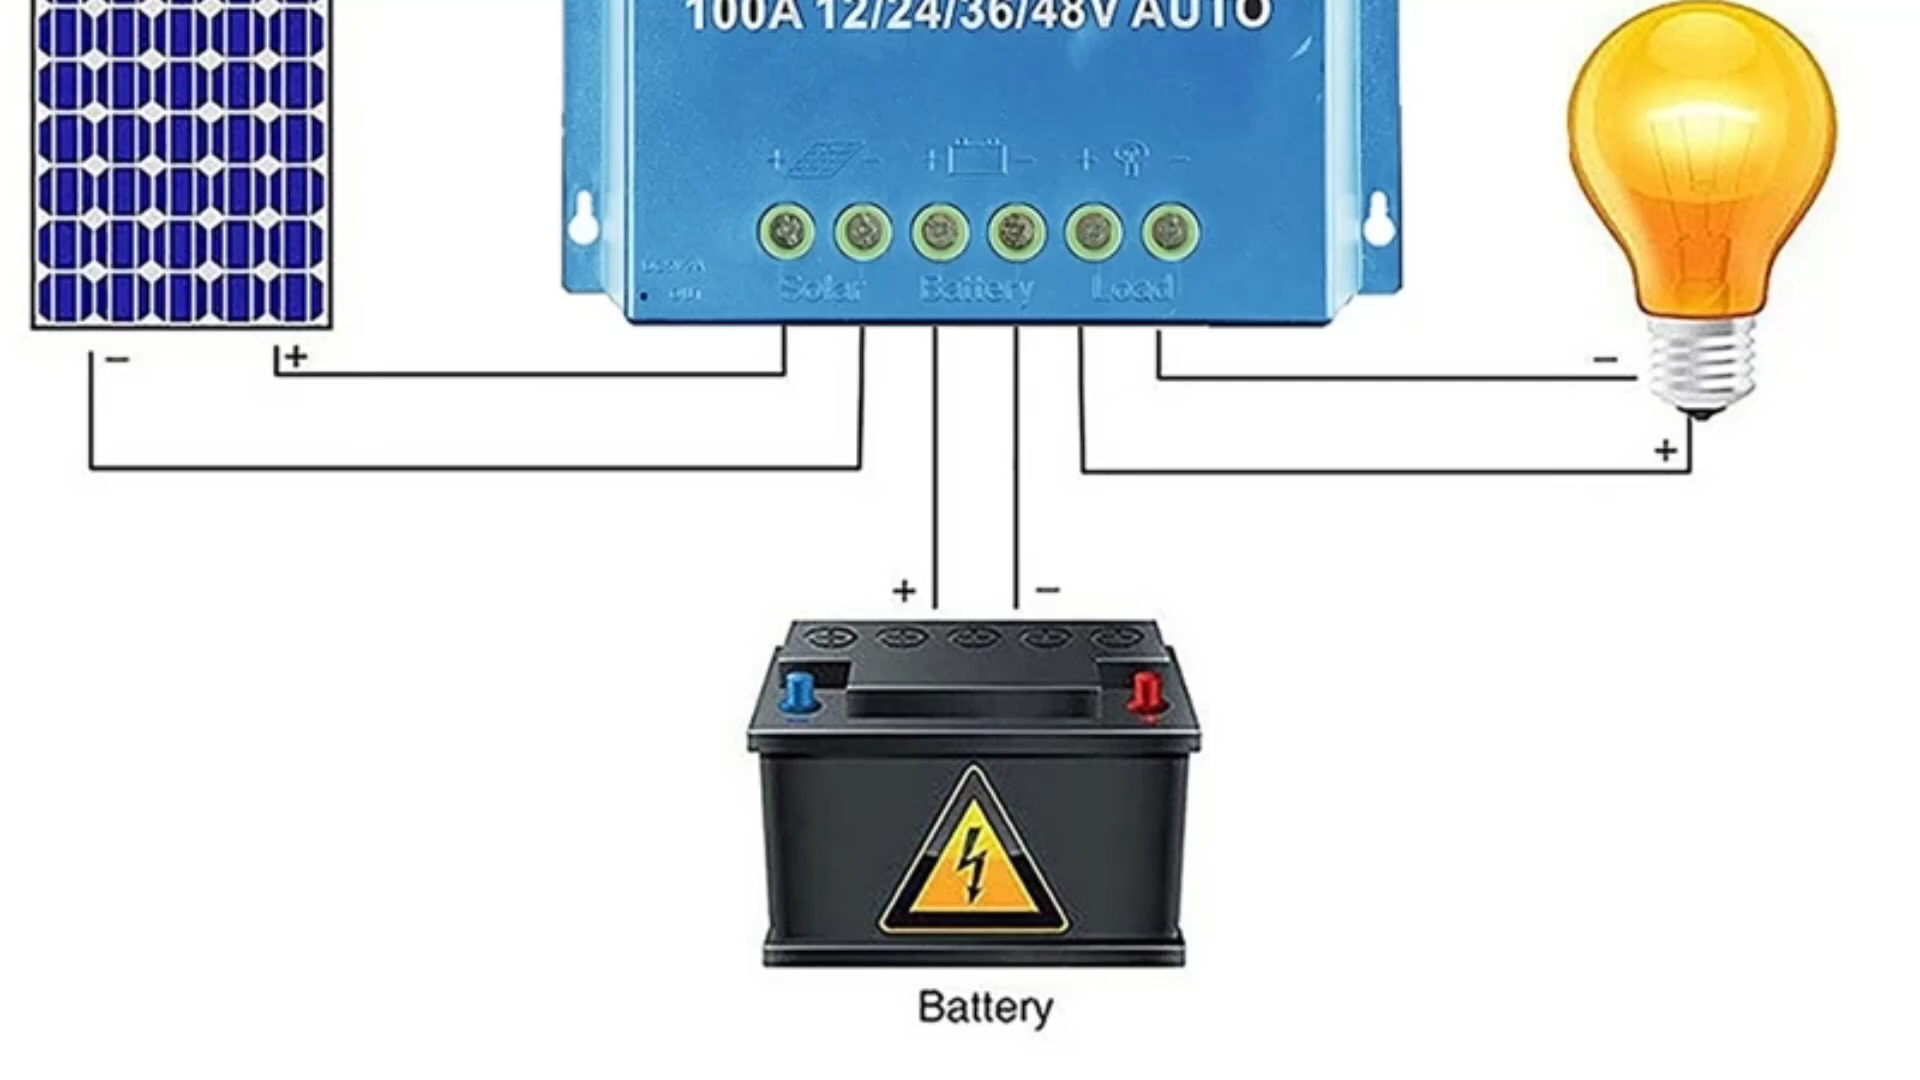 100A 12/24/36/48V AUTO
+ - + - + -
Solar Battery Load
− +
−
+
+ −
Battery